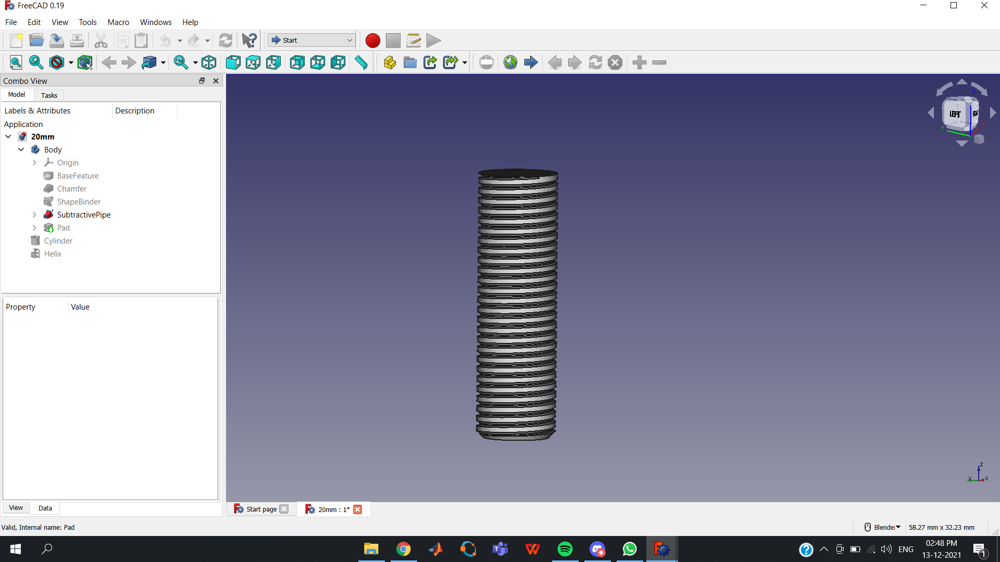 FreeCAD 0.19
File Edit View Tools Macro Windows Help
Start
Combo View
Model Tasks
Labels & Attributes Description
Application
20mm
Body
Origin
BaseFeature
Chamfer
ShapeBinder
SubtractivePipe
Pad
Cylinder
Helix
Property Value
View Data
Z
LEFT
Y
Z
Y X
Start page 20mm : 1*
Valid, Internal name: Pad
Blender 58.27 mm x 32.23 mm
ENG
02:48 PM
13-12-2021
1